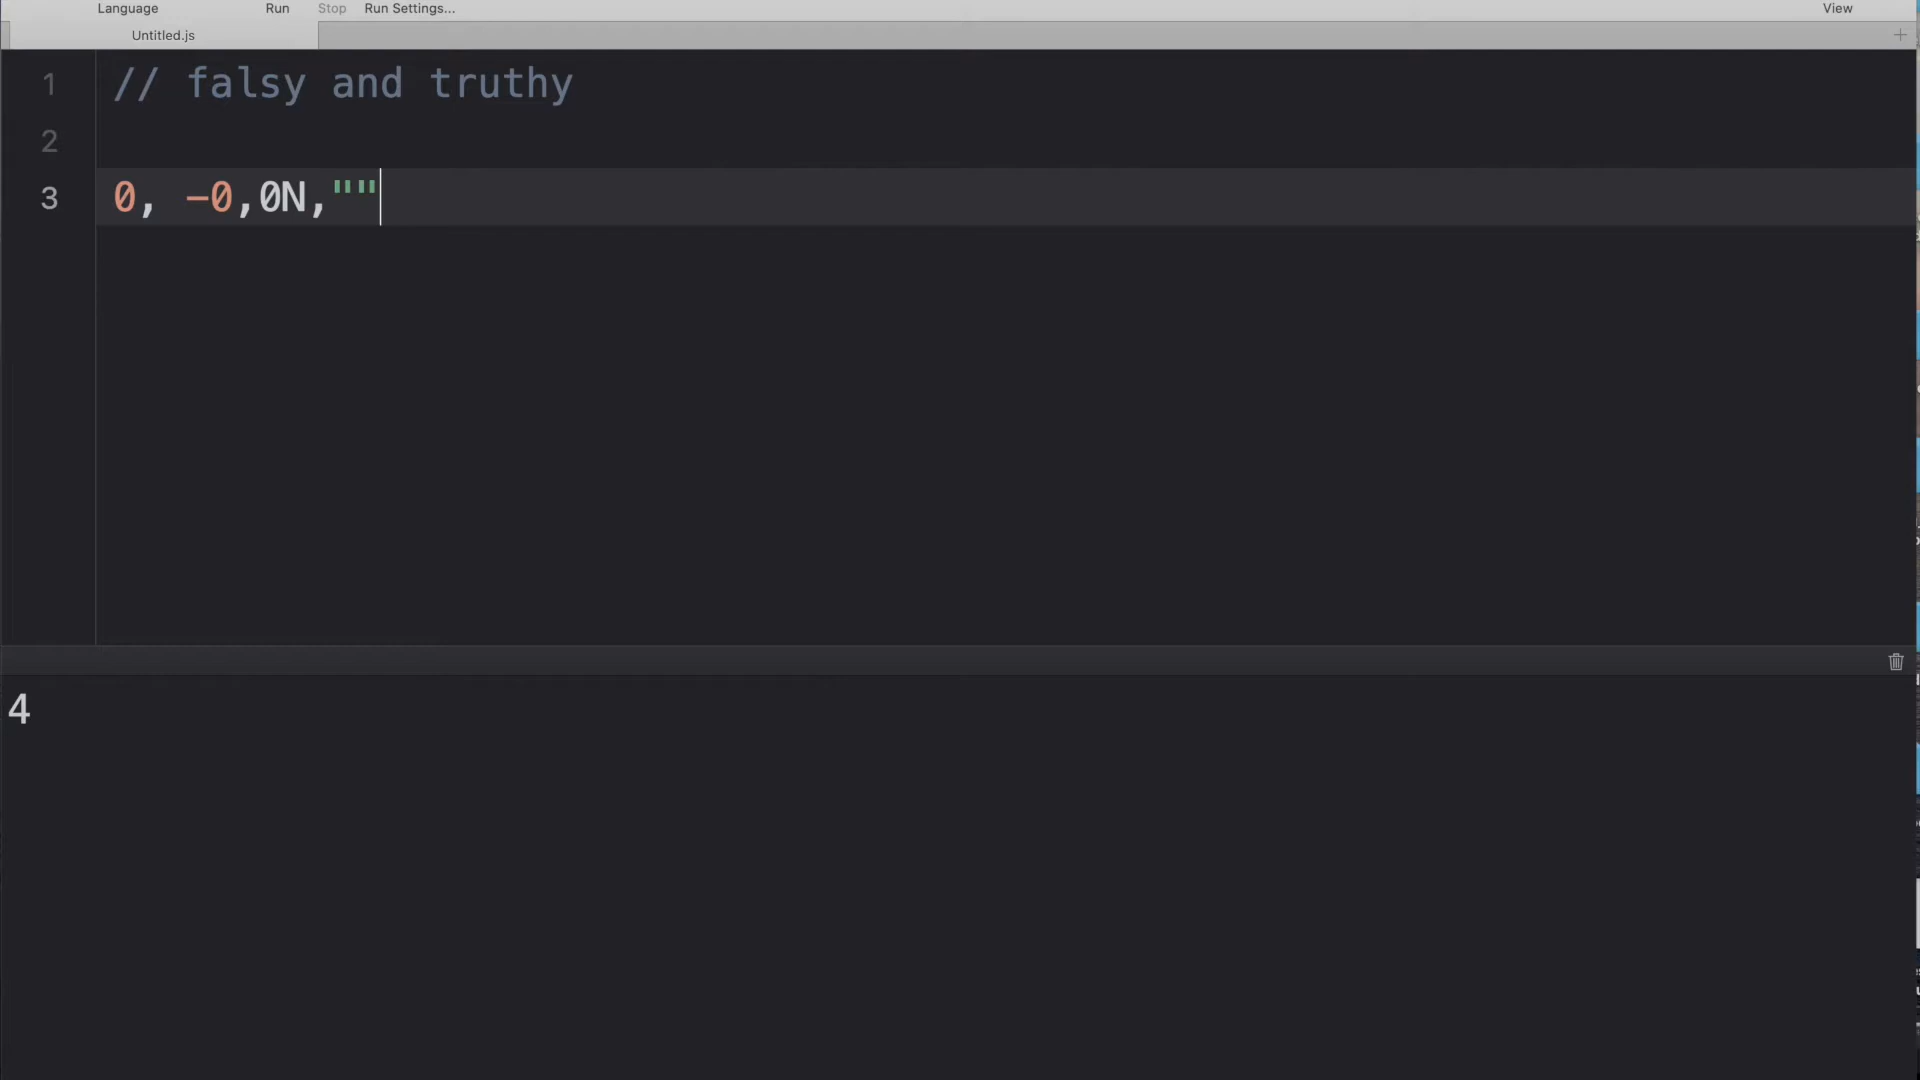 Language Run Stop Run Settings... View
Untitled.js
1 // falsy and truthy
2
3 0, -0,0N,""
4